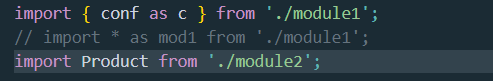 import { conf as c } from './module1';
// import * as mod1 from './module1';
import Product from './module2';